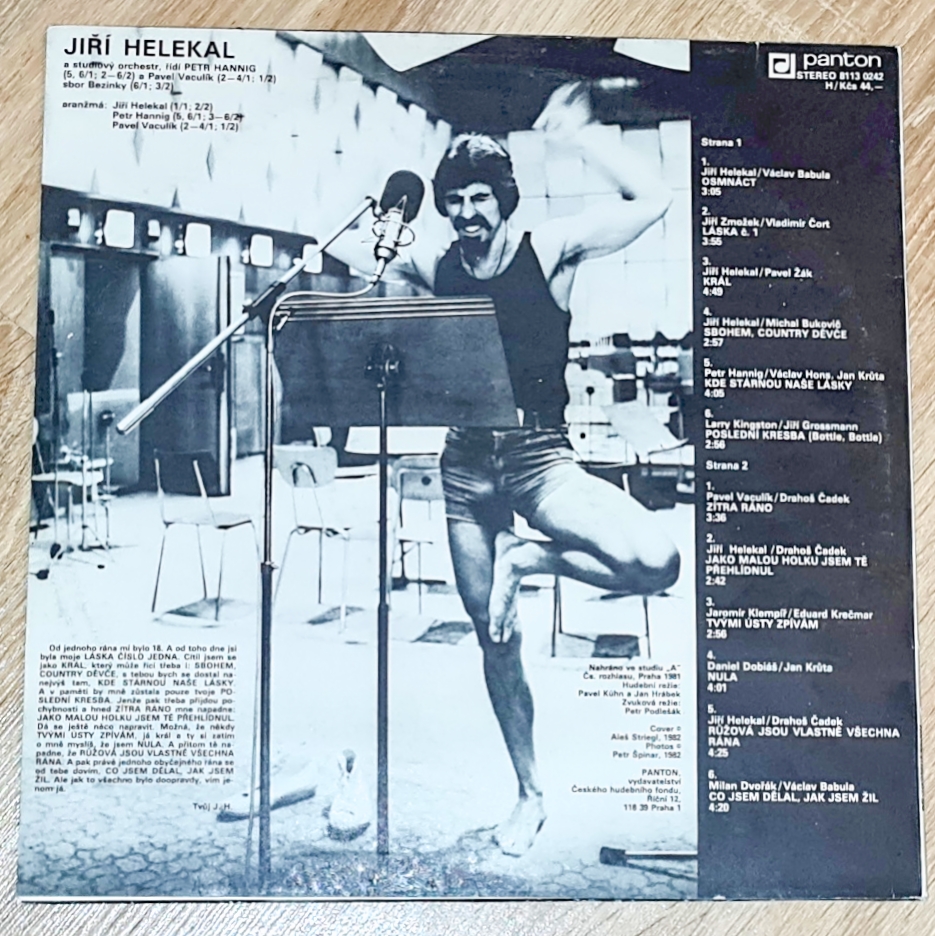 JIŘÍ HELEKAL
a studiový orchestr, řídí PETR HANNIG
(5, 6/1; 2—6/2) a Pavel Vaculík (2—4/1; 1/2)
sbor Bezinky (6/1; 3/2)
aranžmá: Jiří Helekal (1/1; 2/2)
Petr Hannig (5, 6/1; 3—6/2)
Pavel Vaculík (2—4/1; 1/2)
panton
STEREO 8113 0242
H/Kčs 44,—
Strana 1
1.
Jiří Helekal/Václav Babula
OSMNÁCT
3:05
2.
Jiří Zmožek/Vladimír Čort
LÁSKA č. 1
3:55
3.
Jiří Helekal/Pavel Žák
KRÁL
4:49
4.
Jiří Helekal/Michal Bukovič
SBOHEM, COUNTRY DĚVČE
2:57
5.
Petr Hannig/Václav Hons, Jan Krůta
KDE STÁRNOU NAŠE LÁSKY
4:05
6.
Larry Kingston/Jiří Grossmann
POSLEDNÍ KRESBA (Bottle, Bottle)
2:56
Strana 2
1.
Pavel Vaculík/Drahoš Čadek
ZÍTRA RÁNO
3:36
2.
Jiří Helekal/Drahoš Čadek
JAKO MALOU HOLKU JSEM TĚ
PŘEHLÍDNUL
2:42
3.
Jaromír Klempíř/Eduard Krečmar
TVÝMI ÚSTY ZPÍVÁM
2:56
4.
Daniel Dobiáš/Jan Krůta
NULA
4:01
5.
Jiří Helekal/Drahoš Čadek
RŮŽOVÁ JSOU VLASTNĚ VŠECHNA
RÁNA
4:25
6.
Milan Dvořák/Václav Babula
CO JSEM DĚLAL, JAK JSEM ŽIL
4:20
Od jednoho rána mi bylo 18. A od toho dne jsi
byla moje LÁSKA ČÍSLO JEDNA. Cítil jsem se
jako KRÁL, který může říci třeba i: SBOHEM,
COUNTRY DĚVČE, s tebou bych se dostal na-
nejvýš tam, KDE STÁRNOU NAŠE LÁSKY.
A v paměti by mně zůstala pouze tvoje PO-
SLEDNÍ KRESBA. Jenže pak třeba přijdou po-
chybnosti a hned ZÍTRA RÁNO mne napadne:
JAKO MALOU HOLKU JSEM TĚ PŘEHLÍDNUL.
Dá se ještě něco napravit. Možná, že někdy
TVÝMI ÚSTY ZPÍVÁM, já král a ty si zatím
o mně myslíš, že jsem NULA. A přitom tě na-
padne, že RŮŽOVÁ JSOU VLASTNĚ VŠECHNA
RÁNA. A pak právě jednoho obyčejného rána se
od tebe dovím, CO JSEM DĚLAL, JAK JSEM
ŽIL. Ale jak to všechno bylo doopravdy, vím je-
nom já.
Tvůj J. H.
Nahráno ve studiu „A"
Čs. rozhlasu, Praha 1981
Hudební režie:
Pavel Kühn a Jan Hrábek
Zvuková režie:
Petr Podlešák
Cover ©
Aleš Striegl, 1982
Photos ©
Petr Špinar, 1982
PANTON,
vydavatelství
Českého hudebního fondu,
Říční 12,
118 39 Praha 1